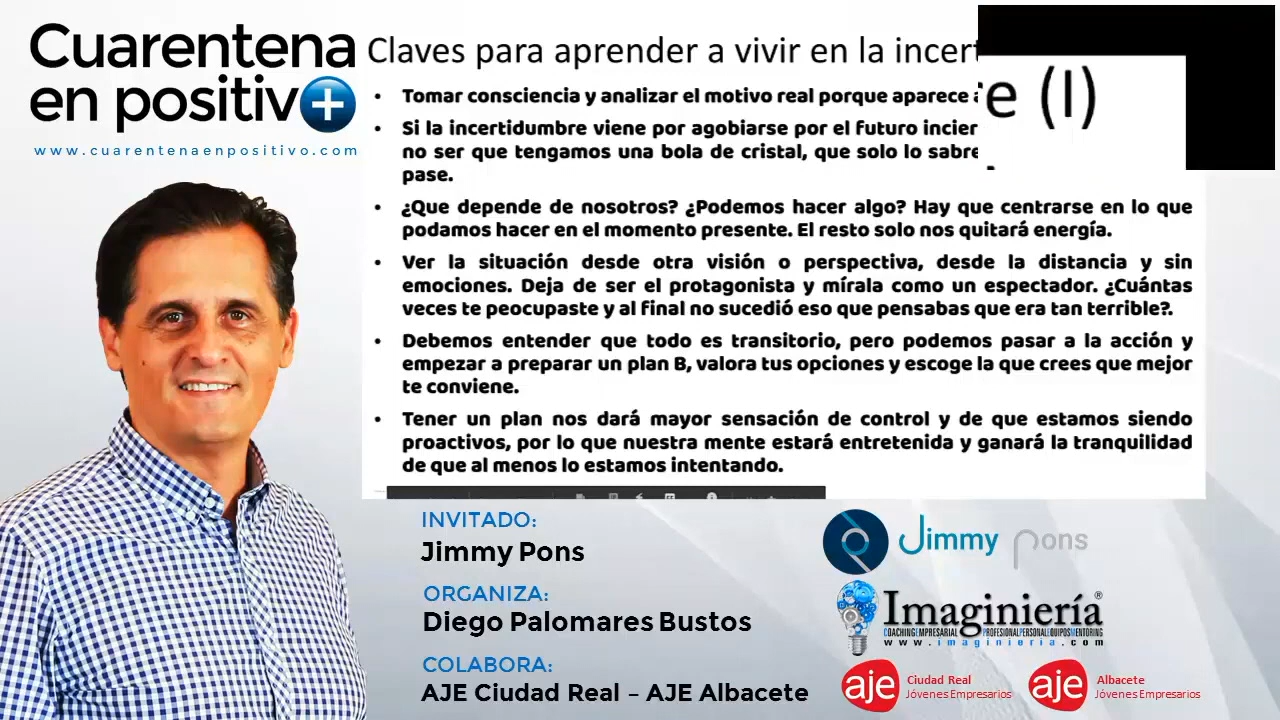 Cuarentena
en positivo
www.cuarentenaenpositivo.com
Claves para aprender a vivir en la
e (I)
• Tomar consciencia y analizar el motivo real porque aparece
• Si la incertidumbre viene por agobiarse por el futuro
no ser que tengamos una bola de cristal, que solo lo
pase.
• ¿Que depende de nosotros? ¿Podemos hacer algo? Hay que centrarse en lo que
podamos hacer en el momento presente. El resto solo nos quitará energía.
• Ver la situación desde otra visión o perspectiva, desde la distancia y sin
emociones. Deja de ser el protagonista y mírala como un espectador. ¿Cuántas
veces te peocupaste y al final no sucedió eso que pensabas que era tan terrible?.
• Debemos entender que todo es transitorio, pero podemos pasar a la acción y
empezar a preparar un plan B, valora tus opciones y escoge la que crees que mejor
te conviene.
• Tener un plan nos dará mayor sensación de control y de que estamos siendo
proactivos, por lo que nuestra mente estará entretenida y ganará la tranquilidad
de que al menos lo estamos intentando.
INVITADO:
Jimmy Pons
ORGANIZA:
Diego Palomares Bustos
COLABORA:
AJE Ciudad Real – AJE Albacete
Jimmy pons
Imaginiería®
COACHINGEMPRESARIAL PROFESIONALPERSONALEQUIPOSMENTORING
www.imaginieria.com
aje Ciudad Real
Jóvenes Empresarios
aje Albacete
Jóvenes Empresarios